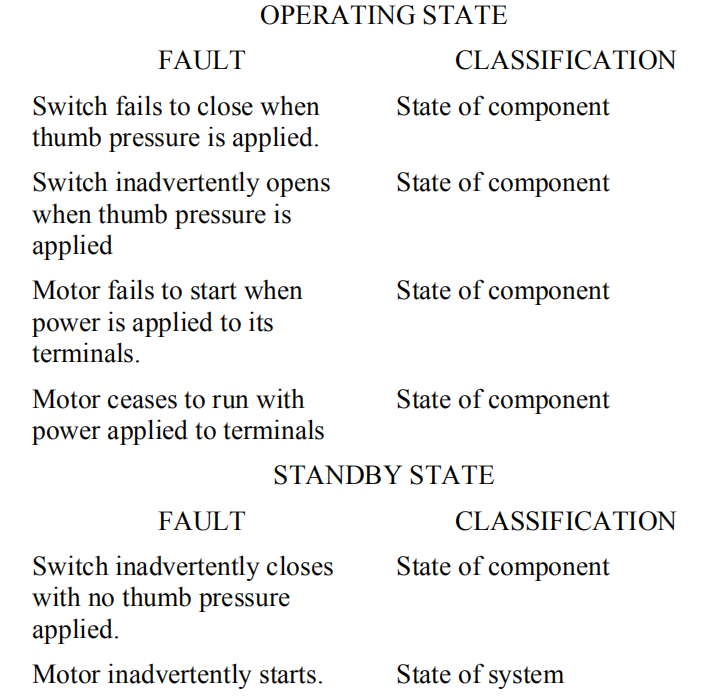 OPERATING STATE
FAULT CLASSIFICATION
Switch fails to close when State of component
thumb pressure is applied.
Switch inadvertently opens State of component
when thumb pressure is
applied
Motor fails to start when State of component
power is applied to its
terminals.
Motor ceases to run with State of component
power applied to terminals
STANDBY STATE
FAULT CLASSIFICATION
Switch inadvertently closes State of component
with no thumb pressure
applied.
Motor inadvertently starts. State of system